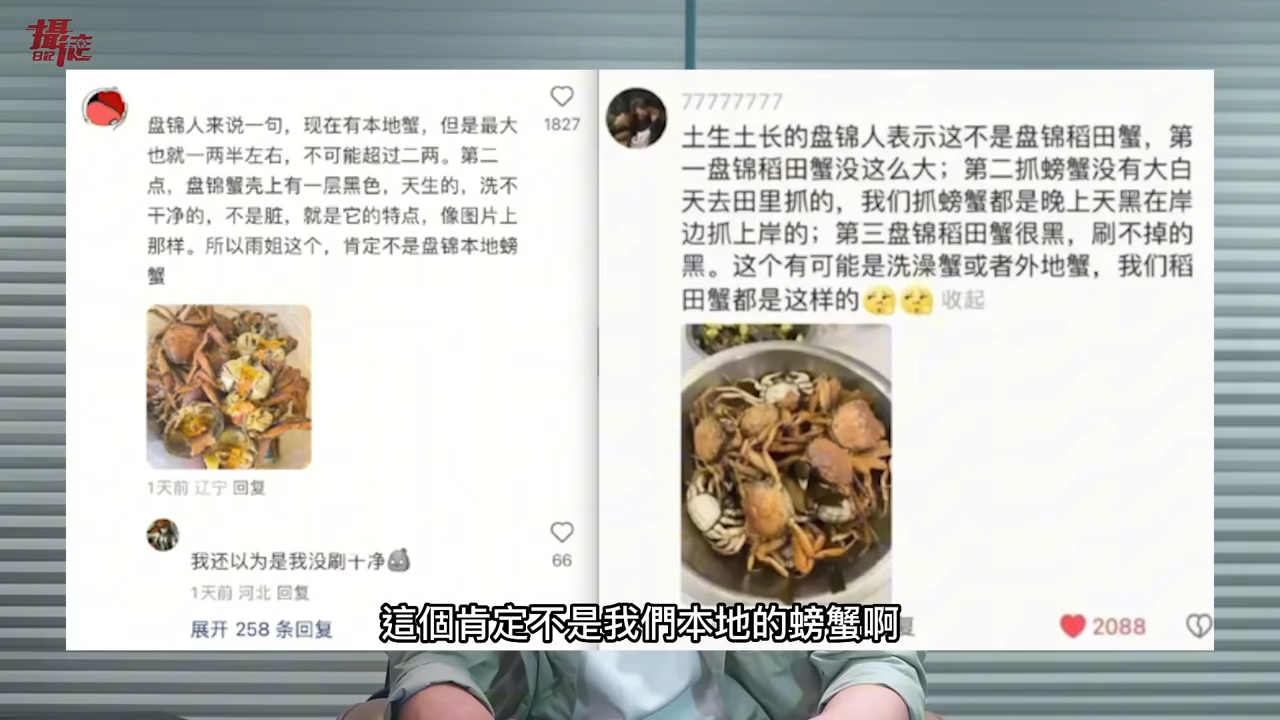 攝徒
日記
盘锦人来说一句，现在有本地蟹，但是最大
也就一两半左右，不可能超过二两。第二
点，盘锦蟹壳上有一层黑色，天生的，洗不
干净的，不是脏，就是它的特点，像图片上
那样。所以雨姐这个，肯定不是盘锦本地螃
蟹
1827
1天前 辽宁 回复
我还以为是我没刷干净
66
1天前 河北 回复
展开 258 条回复
77777777
土生土长的盘锦人表示这不是盘锦稻田蟹，第
一盘锦稻田蟹没这么大；第二抓螃蟹没有大白
天去田里抓的，我们抓螃蟹都是晚上天黑在岸
边抓上岸的；第三盘锦稻田蟹很黑，刷不掉的
黑。这个有可能是洗澡蟹或者外地蟹，我们稻
田蟹都是这样的🫣🫣 收起
2088
這個肯定不是我們本地的螃蟹啊